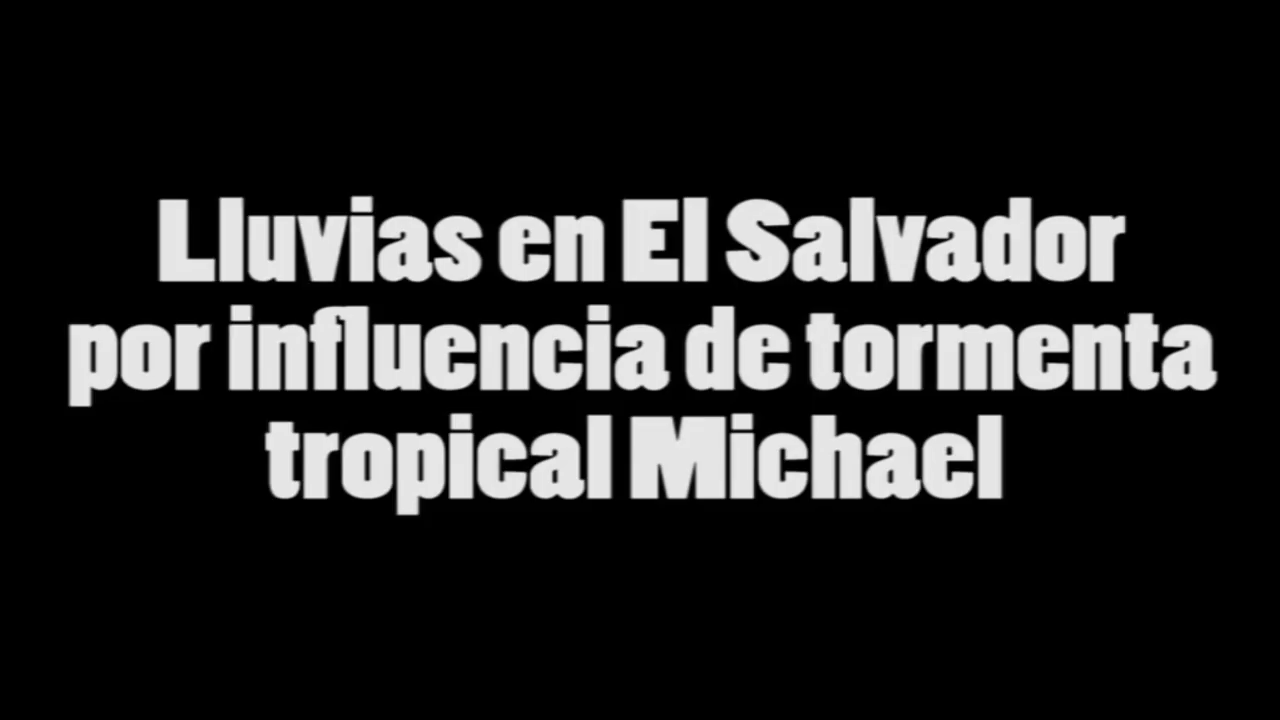 Lluvias en El Salvador
por influencia de tormenta
tropical Michael